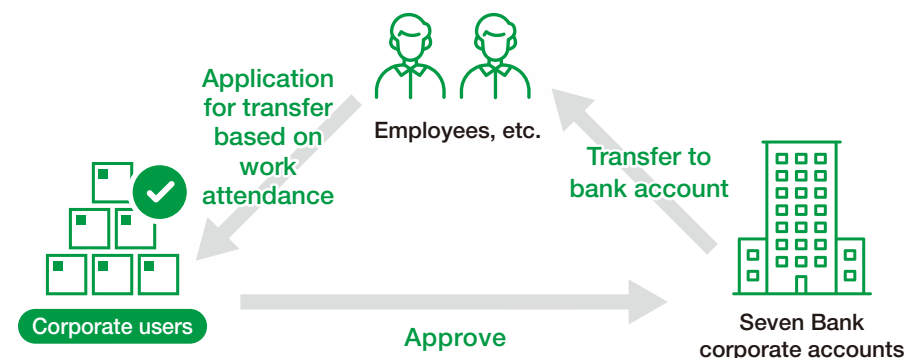 Application
for transfer
based on
work
attendance
Employees, etc.
Transfer to
bank account
Corporate users
Approve
Seven Bank
corporate accounts